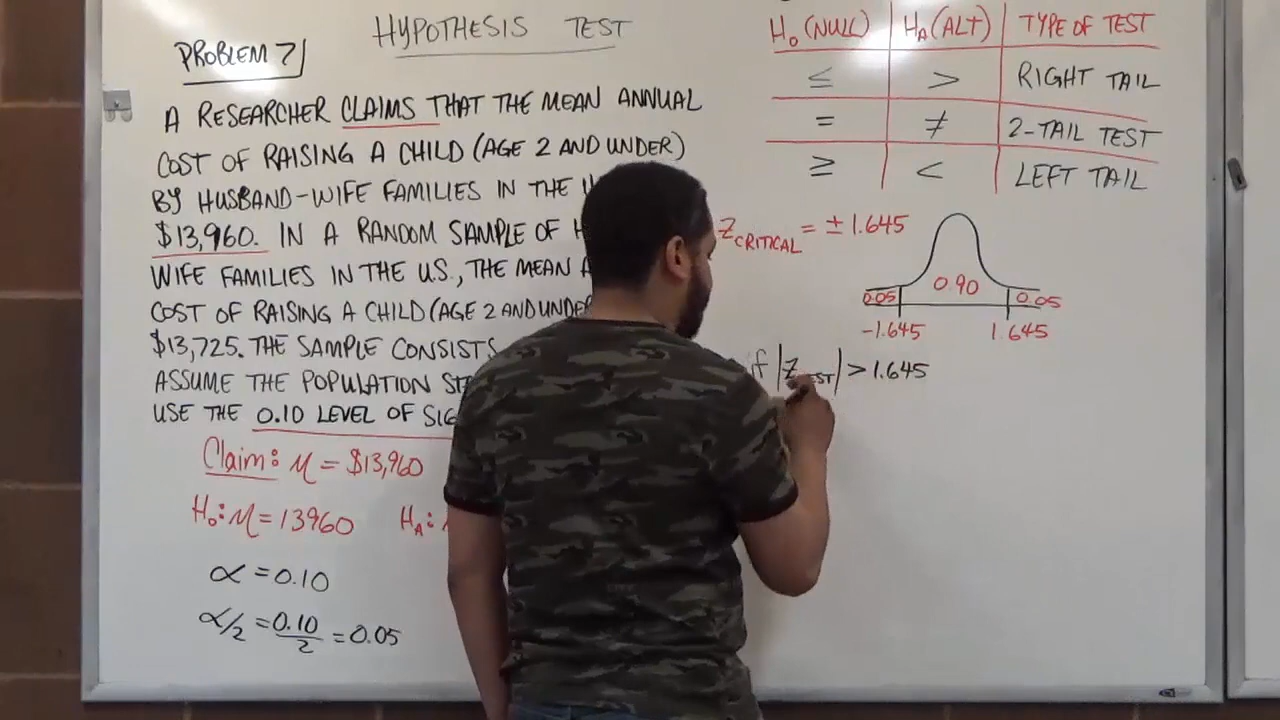 HYPOTHESIS TEST
PROBLEM 7
A RESEARCHER CLAIMS THAT THE MEAN ANNUAL
COST OF RAISING A CHILD (AGE 2 AND UNDER)
BY HUSBAND-WIFE FAMILIES IN THE
$13,960. IN A RANDOM SAMPLE OF
WIFE FAMILIES IN THE U.S., THE MEAN
COST OF RAISING A CHILD (AGE 2 AND UNDER
$13,725. THE SAMPLE CONSISTS
ASSUME THE POPULATION
USE THE 0.10 LEVEL OF
Claim: μ = $13,960
H₀: μ = 13960 Hₐ:
α = 0.10
α/2 = 0.10/2 = 0.05
H₀ (NULL) Hₐ (ALT) TYPE OF TEST
≤ > RIGHT TAIL
= ≠ 2-TAIL TEST
≥ < LEFT TAIL
Z CRITICAL = ± 1.645
0.05 0.90 0.05
-1.645 1.645
if |Z TEST| > 1.645